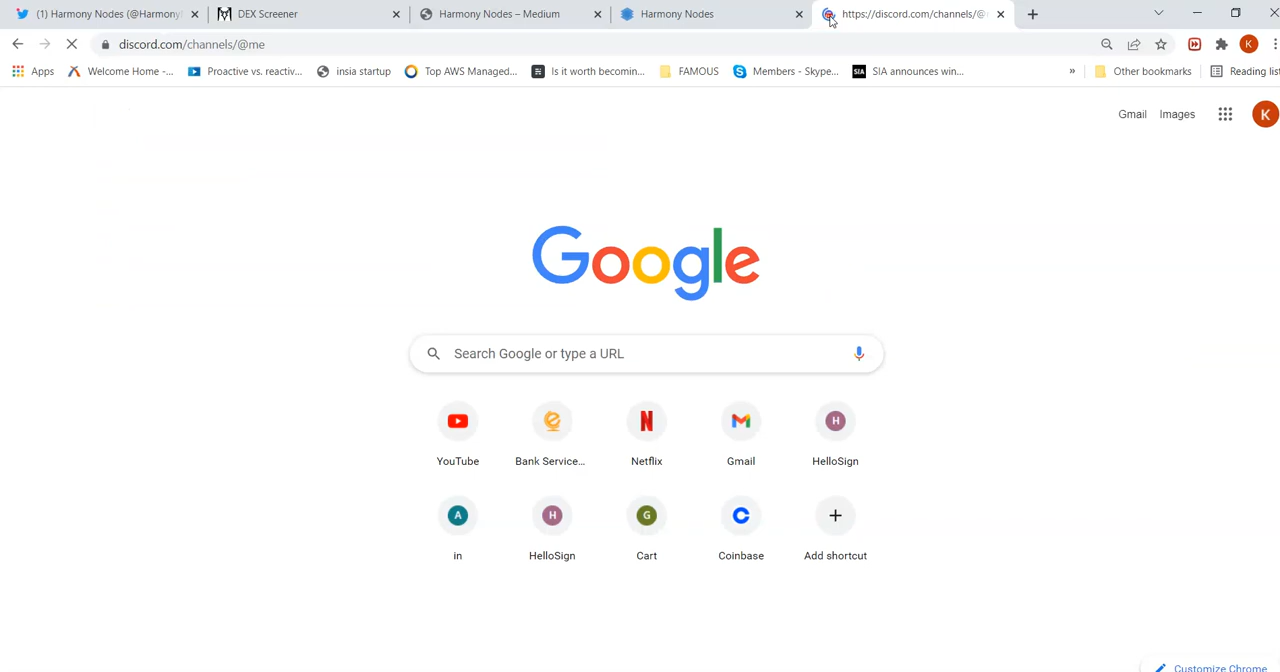 (1) Harmony Nodes (@Harmony
DEX Screener
Harmony Nodes – Medium
Harmony Nodes
https://discord.com/channels/@
discord.com/channels/@me
K
Apps
Welcome Home -...
Proactive vs. reactiv...
insia startup
Top AWS Managed...
Is it worth becomin...
FAMOUS
Members - Skype...
SIA
SIA announces win...
»
Other bookmarks
Reading list
Gmail
Images
K
Google
Search Google or type a URL
YouTube
Bank Service...
Netflix
Gmail
H
HelloSign
A
in
H
HelloSign
G
Cart
Coinbase
Add shortcut
Customize Chrome